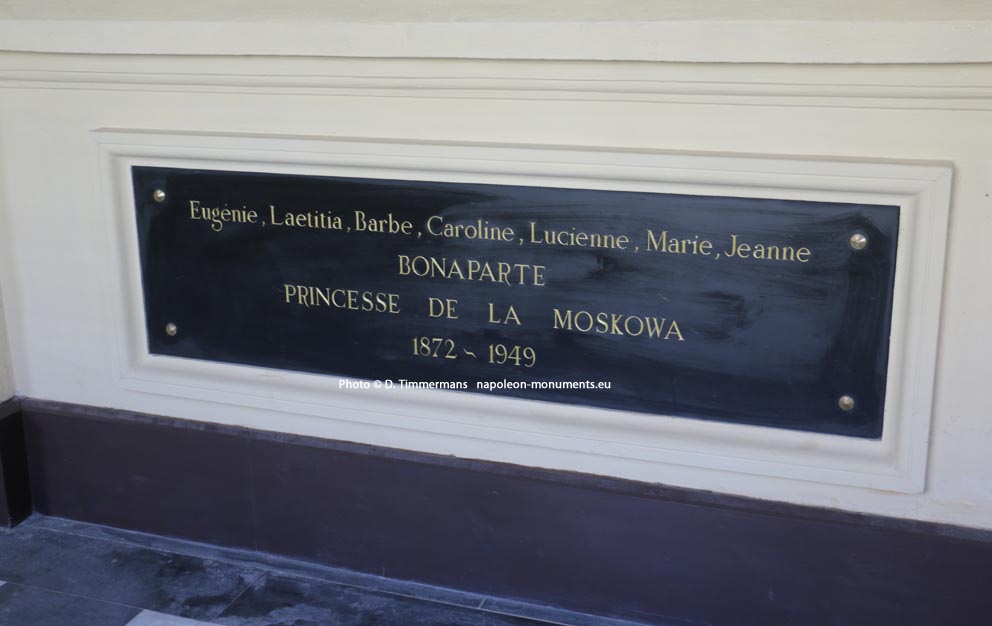 Eugénie, Laetitia, Barbe, Caroline, Lucienne, Marie, Jeanne
BONAPARTE
PRINCESSE DE LA MOSKOWA
1872 ~ 1949
Photo © D. Timmermans napoleon-monuments.eu